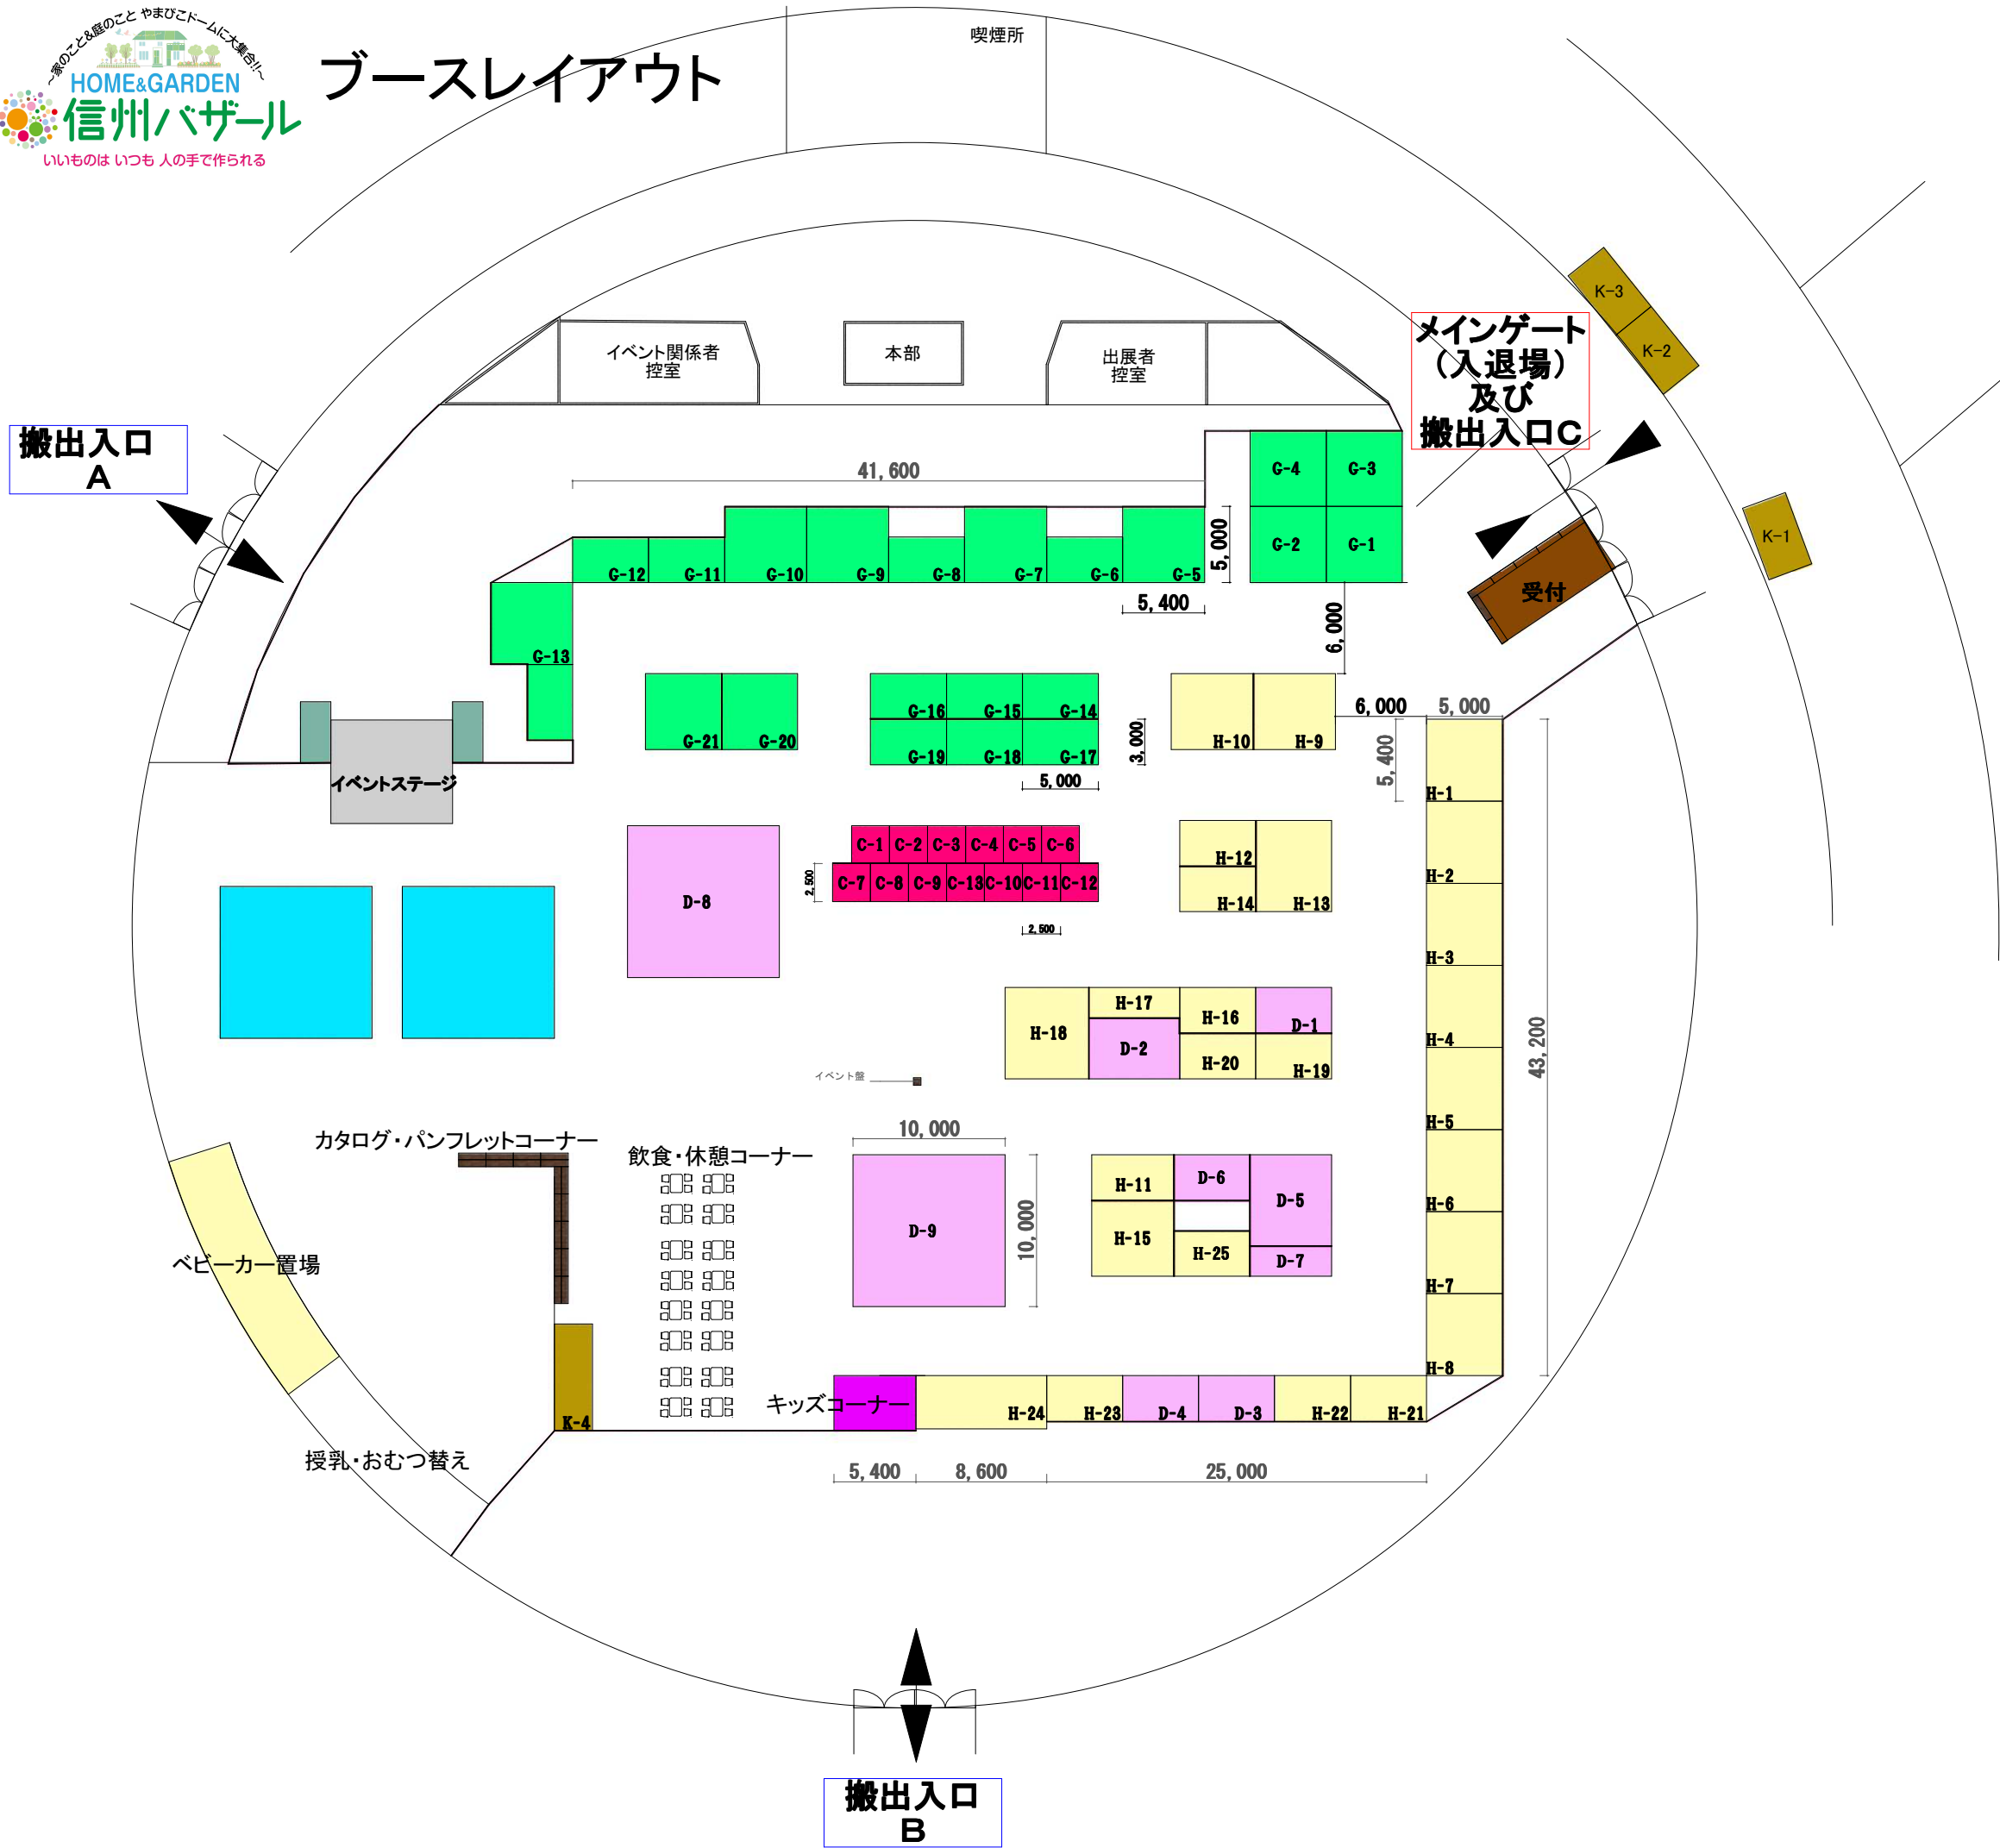 ～家のこと&庭のこと やまびこドームに大集合!!～
HOME&GARDEN
信州バザール
いいものは いつも 人の手で作られる
ブースレイアウト
喫煙所
K-3
K-2
メインゲート
（入退場）
及び
搬出入口C
イベント関係者
控室
本部
出展者
控室
搬出入口
A
41,600
G-4
G-3
G-2
G-1
K-1
5,000
G-12
G-11
G-10
G-9
G-8
G-7
G-6
G-5
受付
5,400
6,000
G-13
G-16
G-15
G-14
6,000
5,000
G-21
G-20
G-19
G-18
G-17
3,000
H-10
H-9
5,400
5,000
イベントステージ
H-1
C-1
C-2
C-3
C-4
C-5
C-6
H-12
2,500
C-7
C-8
C-9
C-13
C-10
C-11
C-12
H-2
D-8
H-14
H-13
2,500
H-3
H-17
H-16
D-1
H-18
D-2
H-20
H-19
H-4
43,200
イベント盤
10,000
H-5
カタログ・パンフレットコーナー
飲食・休憩コーナー
H-11
D-6
D-5
H-6
D-9
10,000
H-15
H-25
D-7
ベビーカー置場
H-7
H-8
キッズコーナー
H-24
H-23
D-4
D-3
H-22
H-21
K-4
授乳・おむつ替え
5,400
8,600
25,000
搬出入口
B